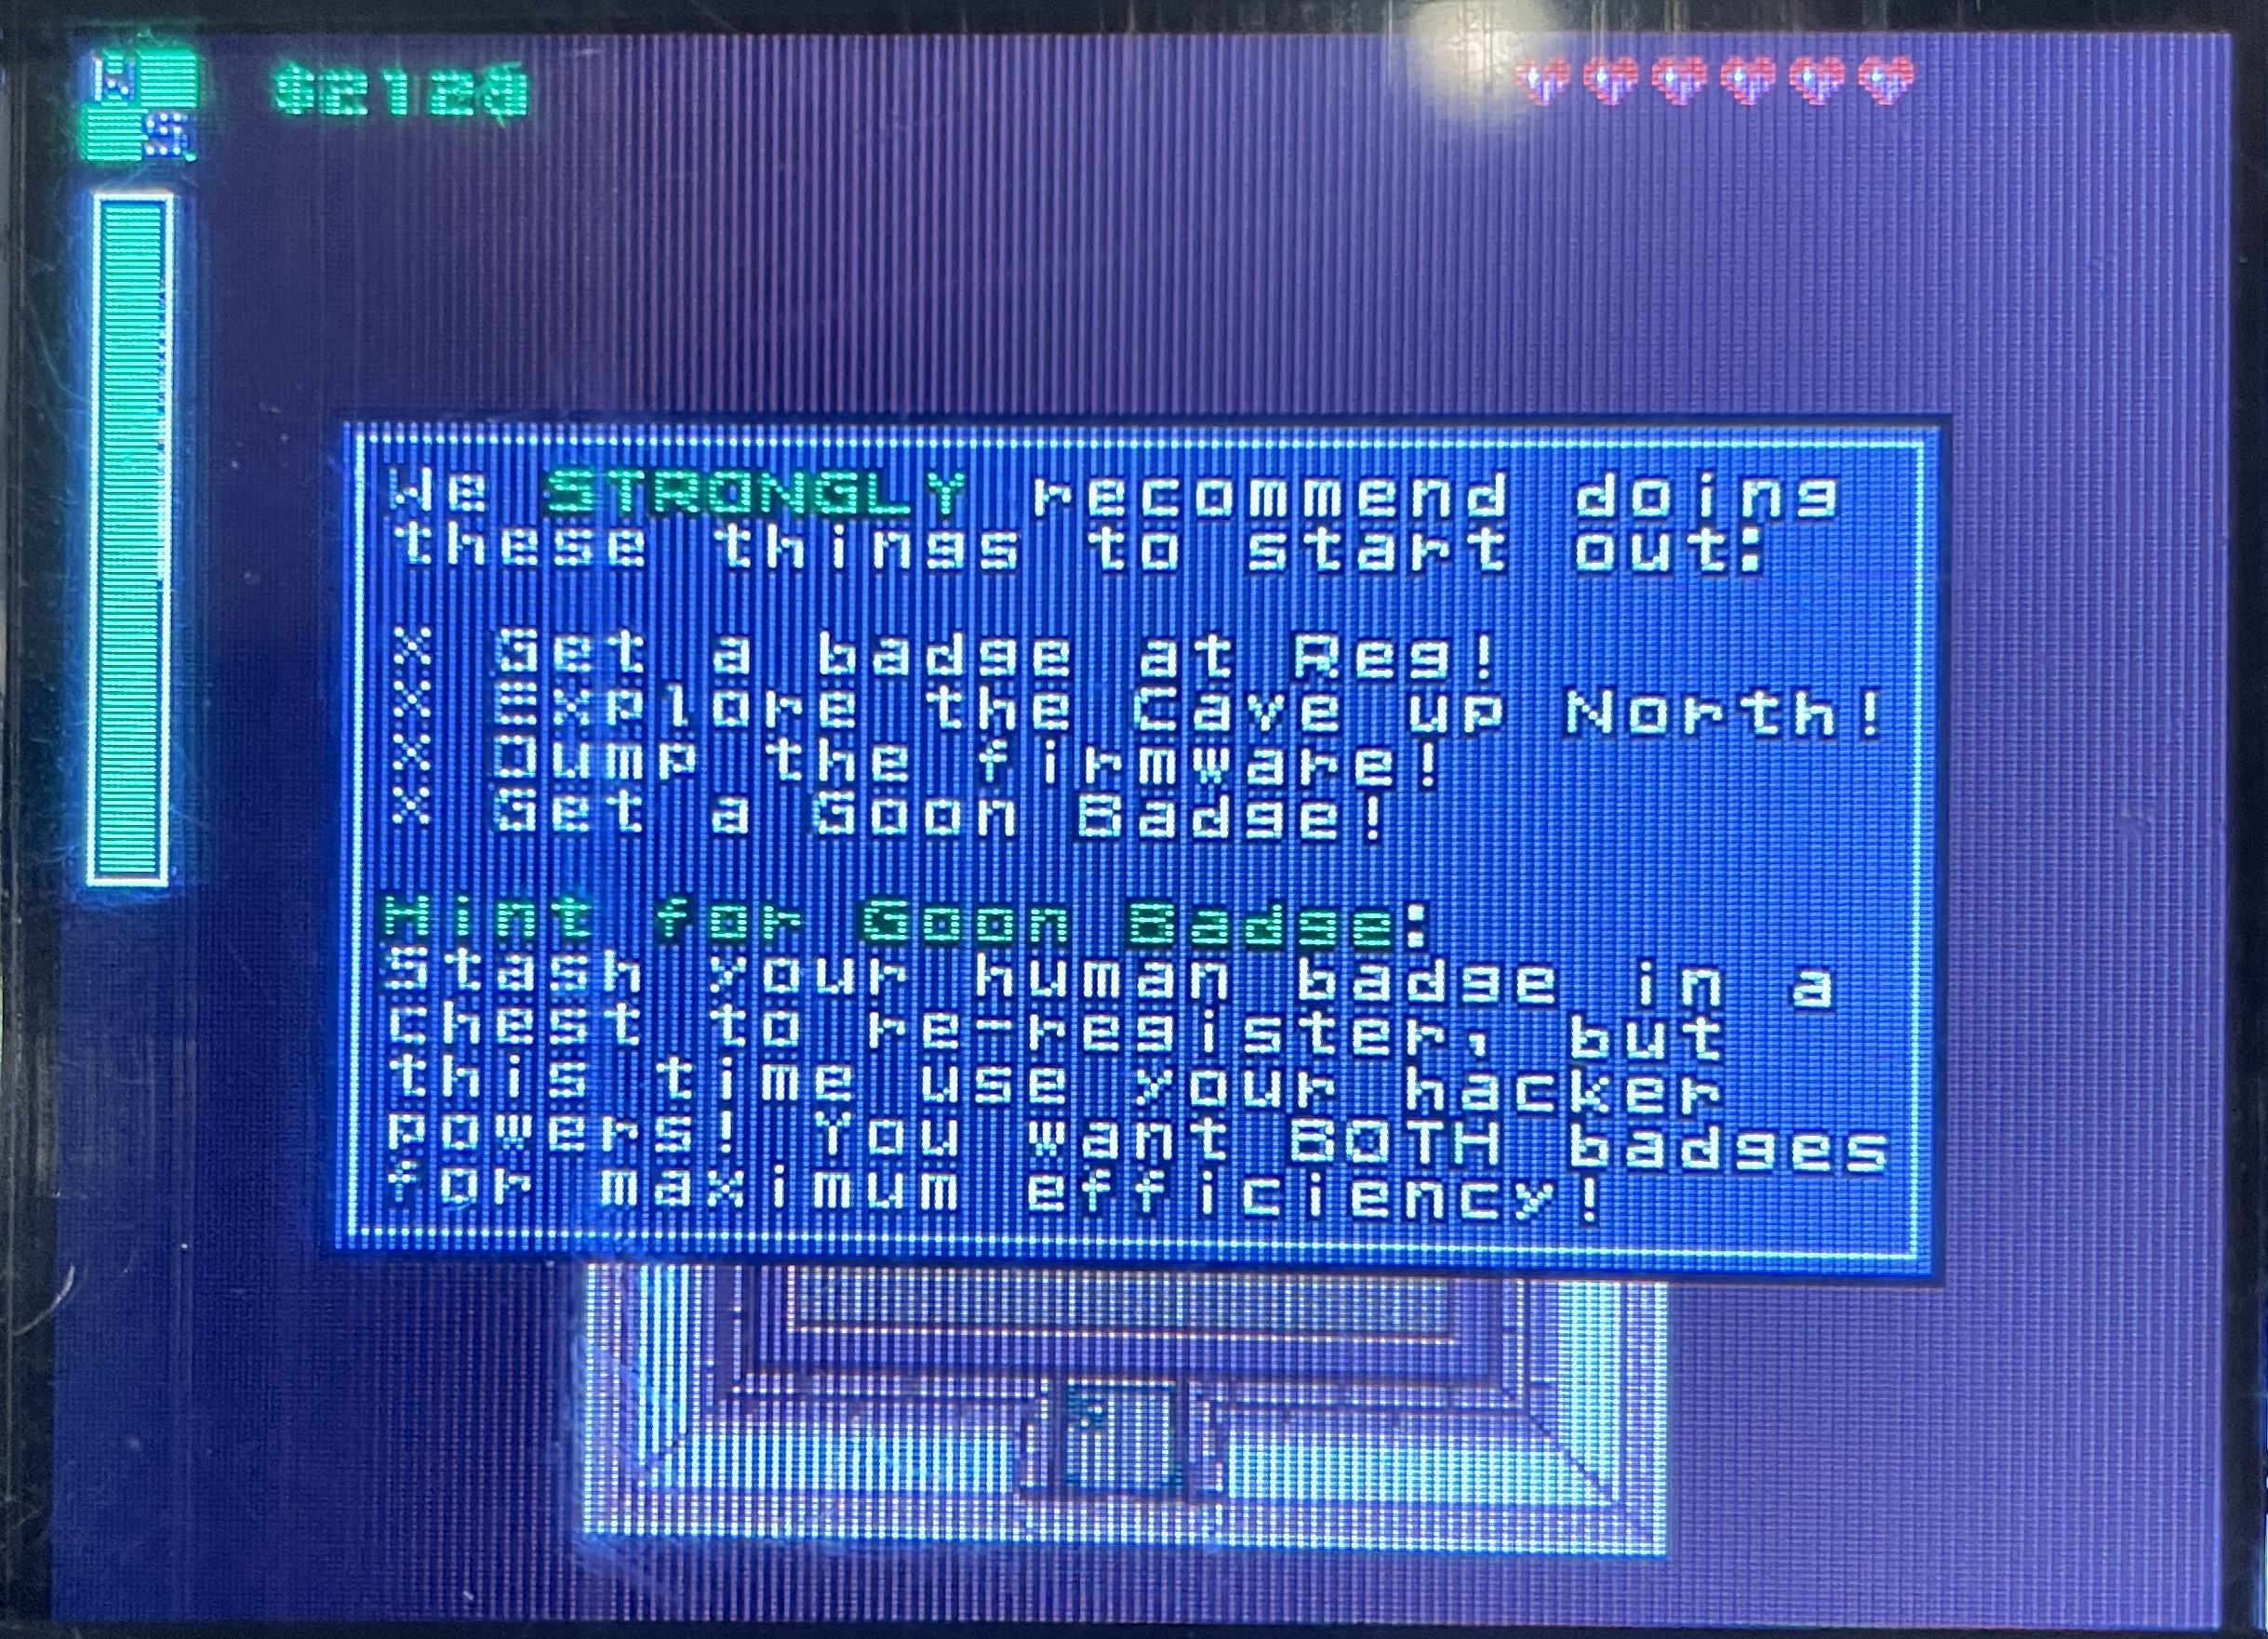 We STRONGLY recommend doing
these things to start out:
x Get a badge at Reg!
x Explore the Cave up North!
x Dump the firmware!
x Get a Goon Badge!
Hint for Goon Badge:
Stash your human badge in a
chest to re-register, but
this time use your hacker
powers! You want BOTH badges
for maximum efficiency!